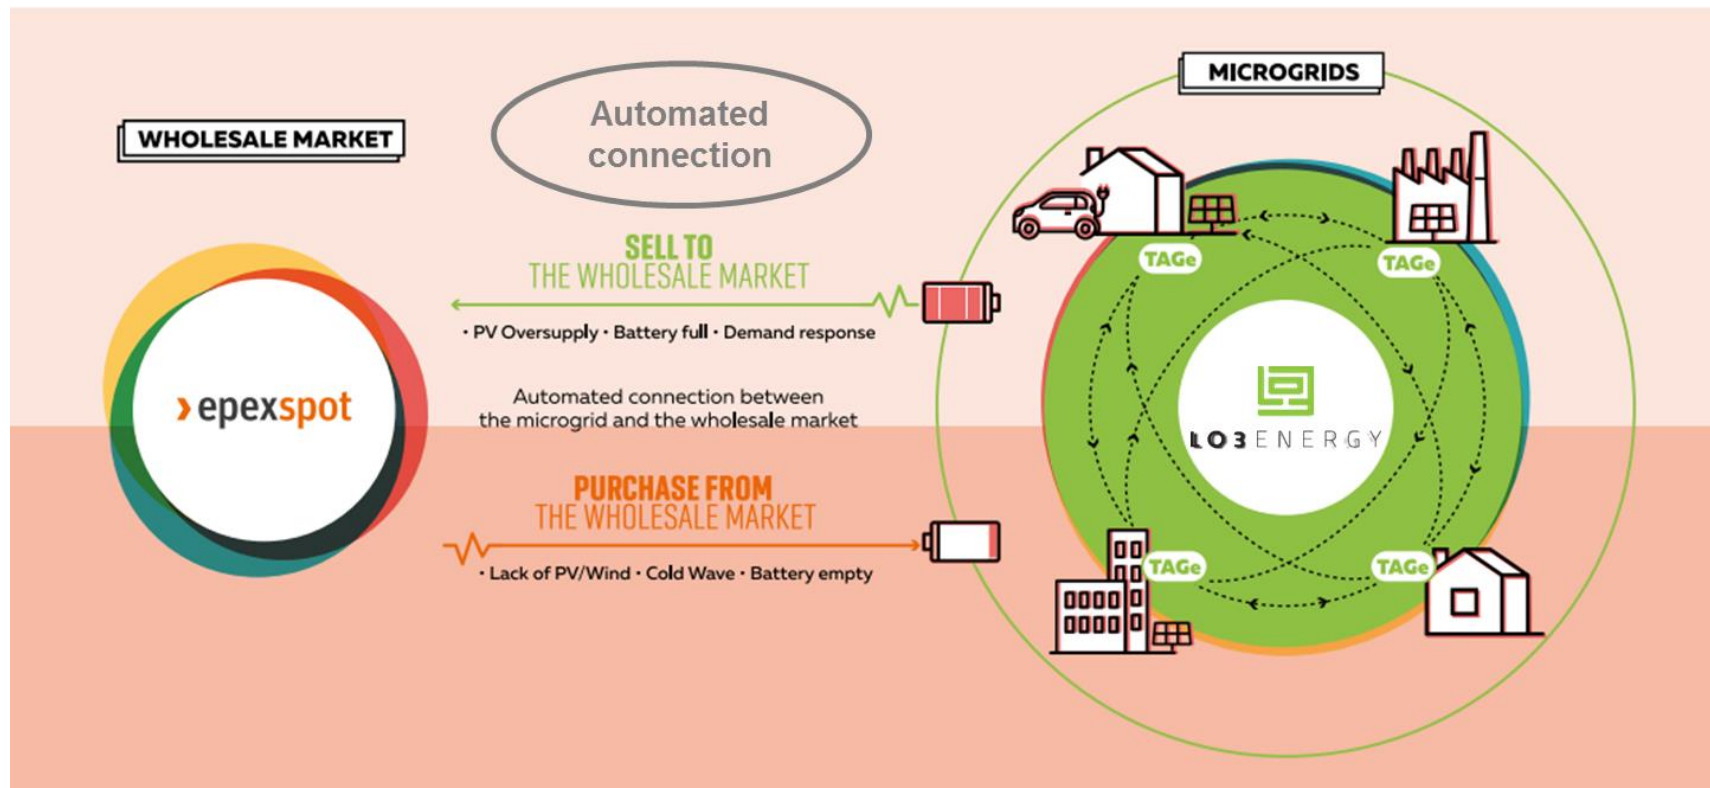 WHOLESALE MARKET
Automated
connection
MICROGRIDS
SELL TO
THE WHOLESALE MARKET
• PV Oversupply • Battery full • Demand response
Automated connection between
the microgrid and the wholesale market
PURCHASE FROM
THE WHOLESALE MARKET
• Lack of PV/Wind • Cold Wave • Battery empty
epexspot
TAGe
TAGe
LO3ENERGY
TAGe
TAGe